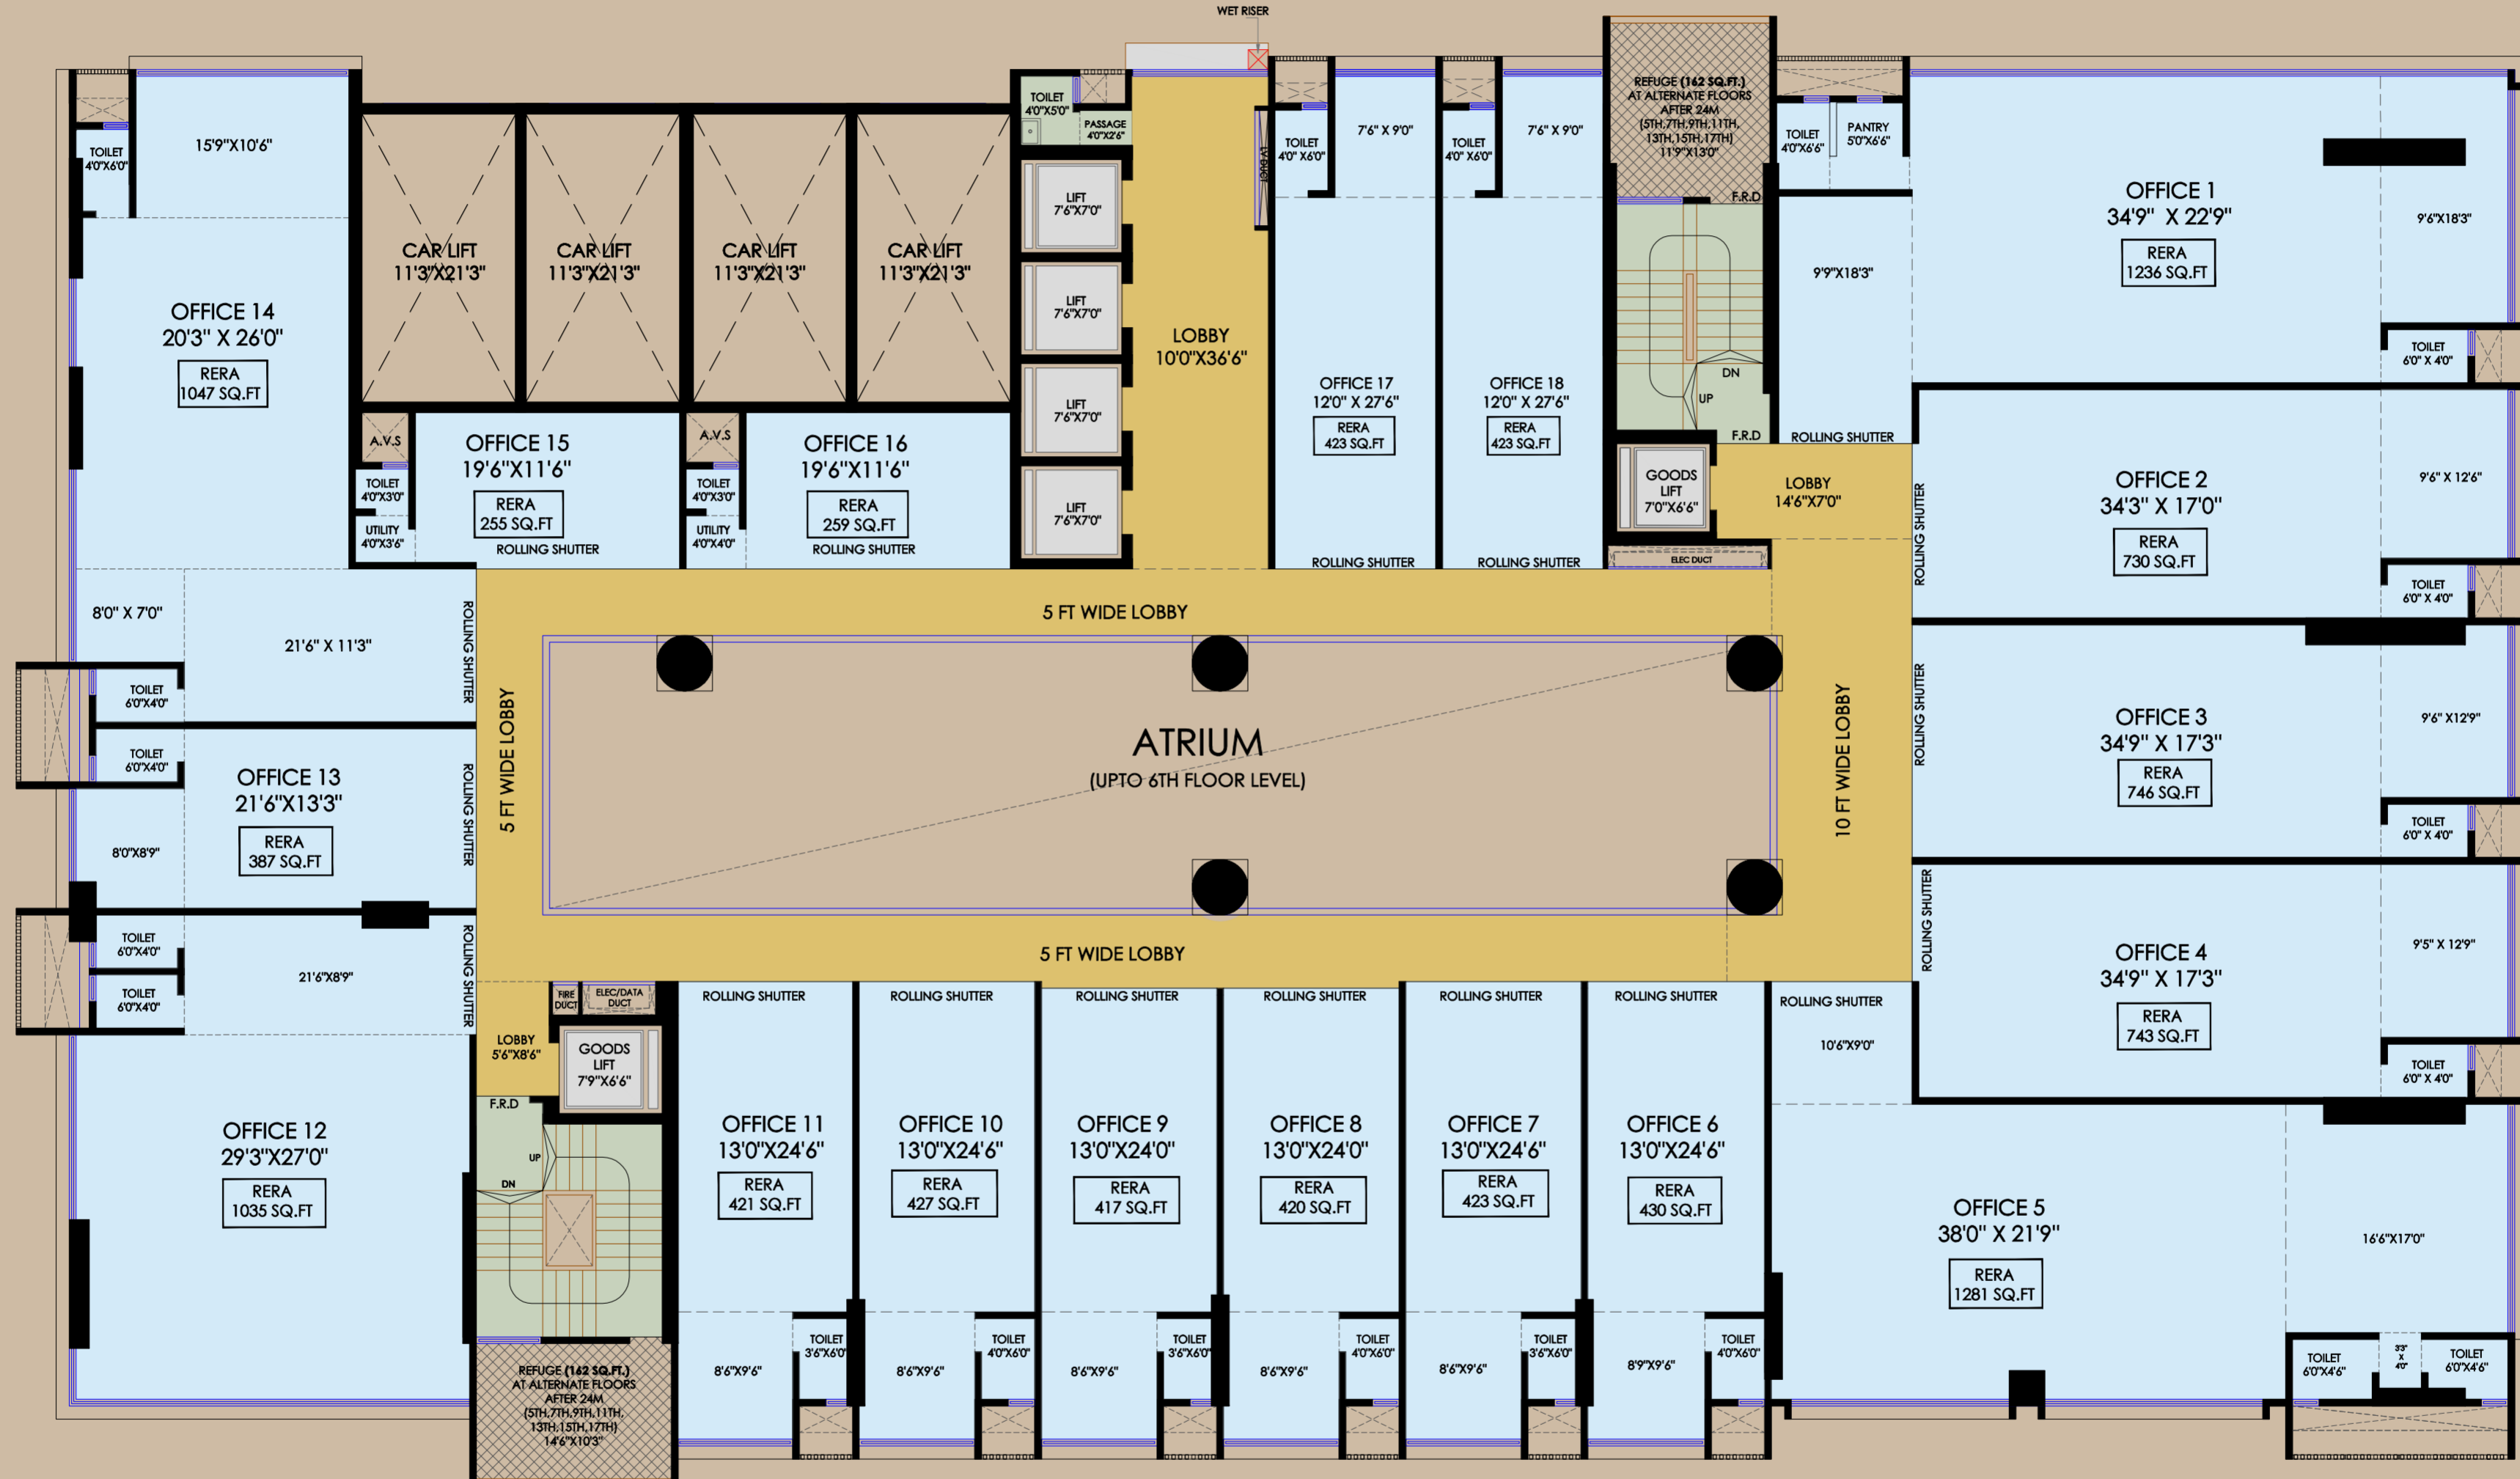 WET RISER
TOILET
4'0"X6'0"
15'9"X10'6"
OFFICE 14
20'3" X 26'0"
RERA
1047 SQ.FT
CAR LIFT
11'3"X21'3"
CAR LIFT
11'3"X21'3"
CAR LIFT
11'3"X21'3"
CAR LIFT
11'3"X21'3"
TOILET
4'0"X5'0"
PASSAGE
4'0"X2'6"
LIFT
7'6"X7'0"
LIFT
7'6"X7'0"
LIFT
7'6"X7'0"
LIFT
7'6"X7'0"
LOBBY
10'0"X36'6"
LV DUCT
TOILET
4'0" X6'0"
7'6" X 9'0"
OFFICE 17
12'0" X 27'6"
RERA
423 SQ.FT
ROLLING SHUTTER
TOILET
4'0" X6'0"
7'6" X 9'0"
OFFICE 18
12'0" X 27'6"
RERA
423 SQ.FT
ROLLING SHUTTER
REFUGE (162 SQ.FT.)
AT ALTERNATE FLOORS
AFTER 24M
(5TH,7TH,9TH,11TH,
13TH,15TH,17TH)
11'9"X13'0"
F.R.D
DN
UP
F.R.D
GOODS
LIFT
7'0"X6'6"
ELEC DUCT
LOBBY
14'6"X7'0"
TOILET
4'0"X6'6"
PANTRY
5'0"X6'6"
9'9"X18'3"
ROLLING SHUTTER
OFFICE 1
34'9" X 22'9"
RERA
1236 SQ.FT
9'6"X18'3"
TOILET
6'0" X 4'0"
OFFICE 2
34'3" X 17'0"
RERA
730 SQ.FT
9'6" X 12'6"
TOILET
6'0" X 4'0"
ROLLING SHUTTER
OFFICE 3
34'9" X 17'3"
RERA
746 SQ.FT
9'6" X12'9"
TOILET
6'0" X 4'0"
ROLLING SHUTTER
OFFICE 4
34'9" X 17'3"
RERA
743 SQ.FT
9'5" X 12'9"
TOILET
6'0" X 4'0"
ROLLING SHUTTER
A.V.S
TOILET
4'0"X3'0"
UTILITY
4'0"X3'6"
OFFICE 15
19'6"X11'6"
RERA
255 SQ.FT
ROLLING SHUTTER
A.V.S
TOILET
4'0"X3'0"
UTILITY
4'0"X4'0"
OFFICE 16
19'6"X11'6"
RERA
259 SQ.FT
ROLLING SHUTTER
8'0" X 7'0"
21'6" X 11'3"
ROLLING SHUTTER
TOILET
6'0"X4'0"
5 FT WIDE LOBBY
5 FT WIDE LOBBY
ATRIUM
(UPTO 6TH FLOOR LEVEL)
10 FT WIDE LOBBY
5 FT WIDE LOBBY
TOILET
6'0"X4'0"
OFFICE 13
21'6"X13'3"
RERA
387 SQ.FT
8'0"X8'9"
ROLLING SHUTTER
TOILET
6'0"X4'0"
TOILET
6'0"X4'0"
21'6"X8'9"
ROLLING SHUTTER
OFFICE 12
29'3"X27'0"
RERA
1035 SQ.FT
FIRE
DUCT
ELEC/DATA
DUCT
LOBBY
5'6"X8'6"
GOODS
LIFT
7'9"X6'6"
F.R.D
UP
DN
REFUGE (162 SQ.FT.)
AT ALTERNATE FLOORS
AFTER 24M
(5TH,7TH,9TH,11TH,
13TH,15TH,17TH)
14'6"X10'3"
ROLLING SHUTTER
OFFICE 11
13'0"X24'6"
RERA
421 SQ.FT
8'6"X9'6"
TOILET
3'6"X6'0"
ROLLING SHUTTER
OFFICE 10
13'0"X24'6"
RERA
427 SQ.FT
8'6"X9'6"
TOILET
4'0"X6'0"
ROLLING SHUTTER
OFFICE 9
13'0"X24'0"
RERA
417 SQ.FT
8'6"X9'6"
TOILET
3'6"X6'0"
ROLLING SHUTTER
OFFICE 8
13'0"X24'0"
RERA
420 SQ.FT
8'6"X9'6"
TOILET
4'0"X6'0"
ROLLING SHUTTER
OFFICE 7
13'0"X24'6"
RERA
423 SQ.FT
8'6"X9'6"
TOILET
3'6"X6'0"
ROLLING SHUTTER
OFFICE 6
13'0"X24'6"
RERA
430 SQ.FT
8'9"X9'6"
TOILET
4'0"X6'0"
ROLLING SHUTTER
10'6"X9'0"
OFFICE 5
38'0" X 21'9"
RERA
1281 SQ.FT
16'6"X17'0"
TOILET
6'0"X4'6"
3'3"
X
4'0"
TOILET
6'0"X4'6"